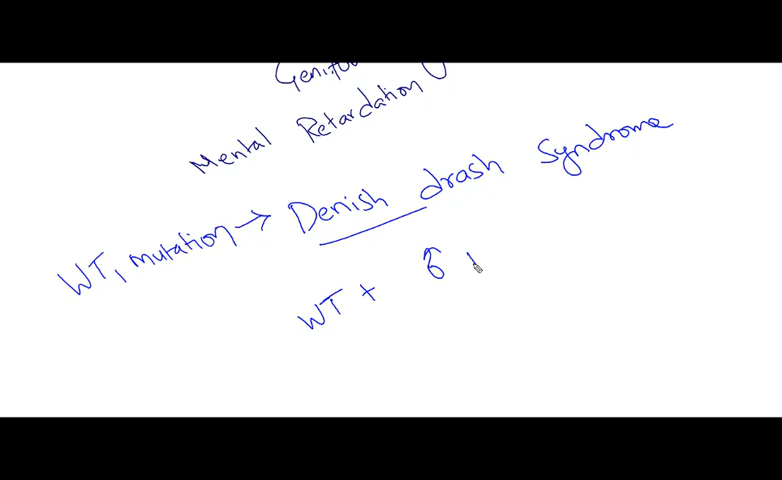 Mental Retardation
WT, mutation → Denish drash Syndrome
WT +